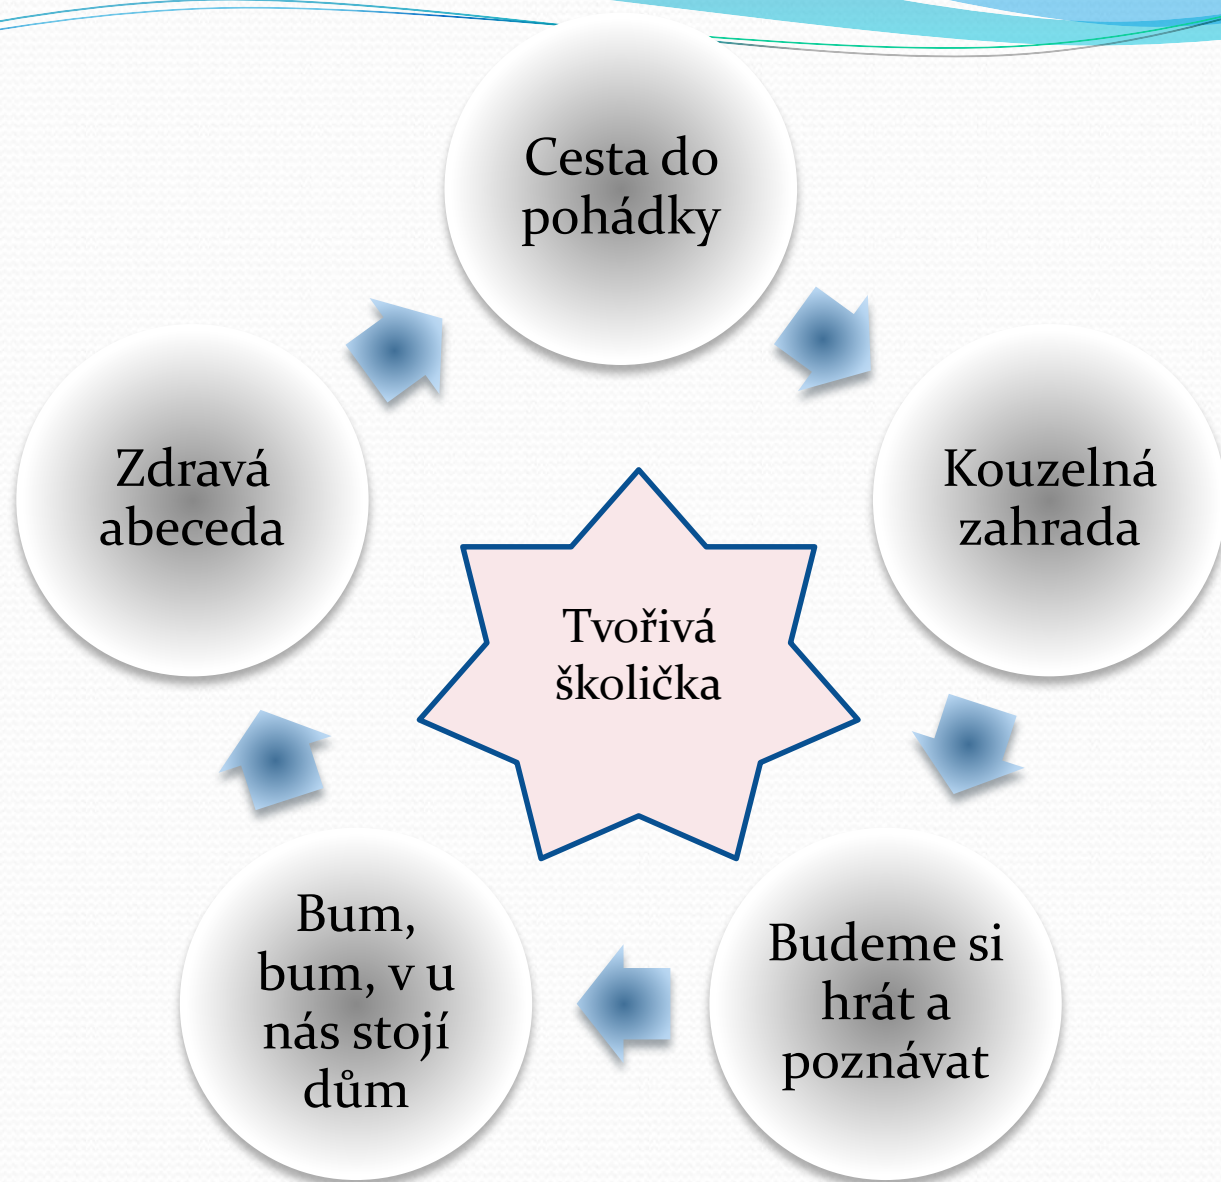 Cesta do
pohádky
Kouzelná
zahrada
Budeme si
hrát a
poznávat
Bum,
bum, v u
nás stojí
dům
Zdravá
abeceda
Tvořivá
školička